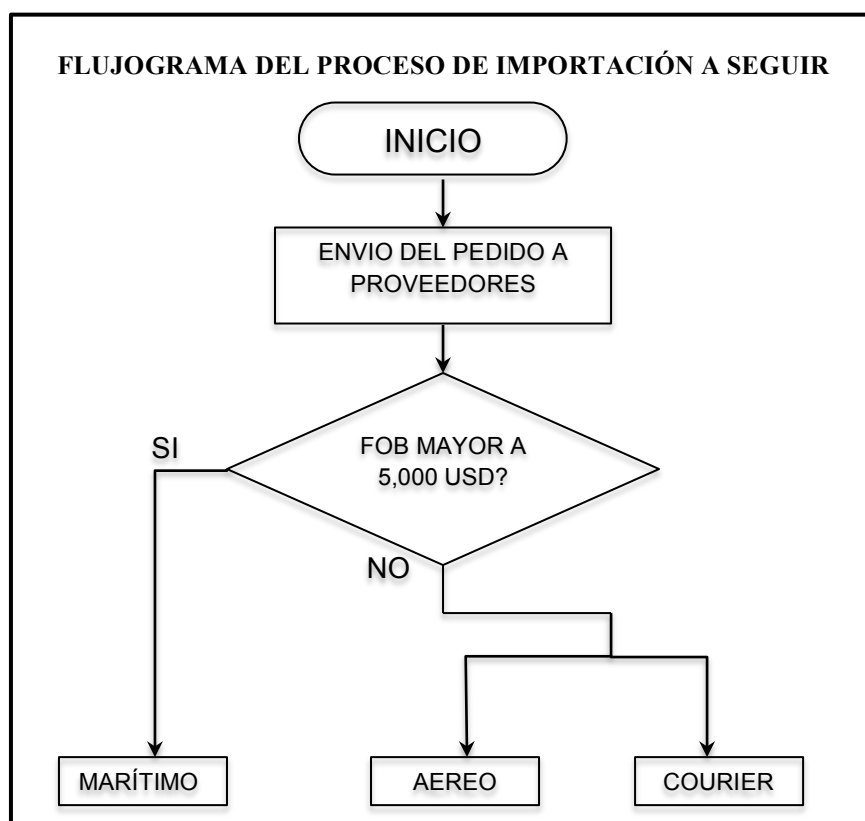 FLUJOGRAMA DEL PROCESO DE IMPORTACIÓN A SEGUIR
INICIO
ENVIO DEL PEDIDO A
PROVEEDORES
SI
FOB MAYOR A
5,000 USD?
NO
MARÍTIMO
AEREO
COURIER